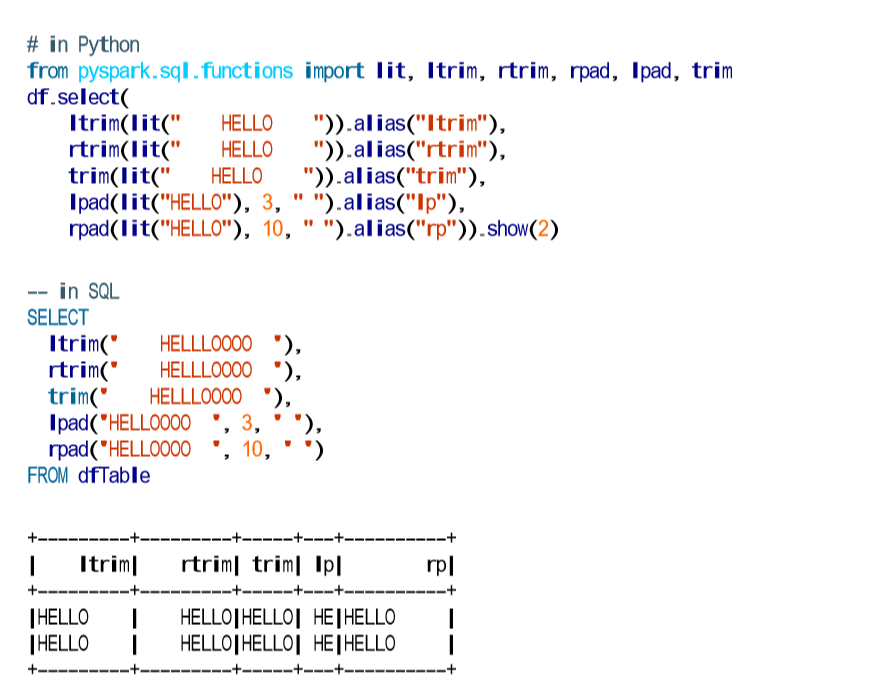 # in Python
from pyspark.sql.functions import lit, ltrim, rtrim, rpad, lpad, trim
df.select(
    ltrim(lit("    HELLO    ")).alias("ltrim"),
    rtrim(lit("    HELLO    ")).alias("rtrim"),
    trim(lit("    HELLO    ")).alias("trim"),
    lpad(lit("HELLO"), 3, " ").alias("lp"),
    rpad(lit("HELLO"), 10, " ").alias("rp")).show(2)
-- in SQL
SELECT
  ltrim('    HELLLOOOO  '),
  rtrim('    HELLLOOOO  '),
  trim('    HELLLOOOO  '),
  lpad('HELLOOOO  ', 3, ' '),
  rpad('HELLOOOO  ', 10, ' ')
FROM dfTable
+---------+---------+-----+---+----------+
|    ltrim|    rtrim| trim| lp|        rp|
+---------+---------+-----+---+----------+
|HELLO    |    HELLO|HELLO| HE|HELLO     |
|HELLO    |    HELLO|HELLO| HE|HELLO     |
+---------+---------+-----+---+----------+